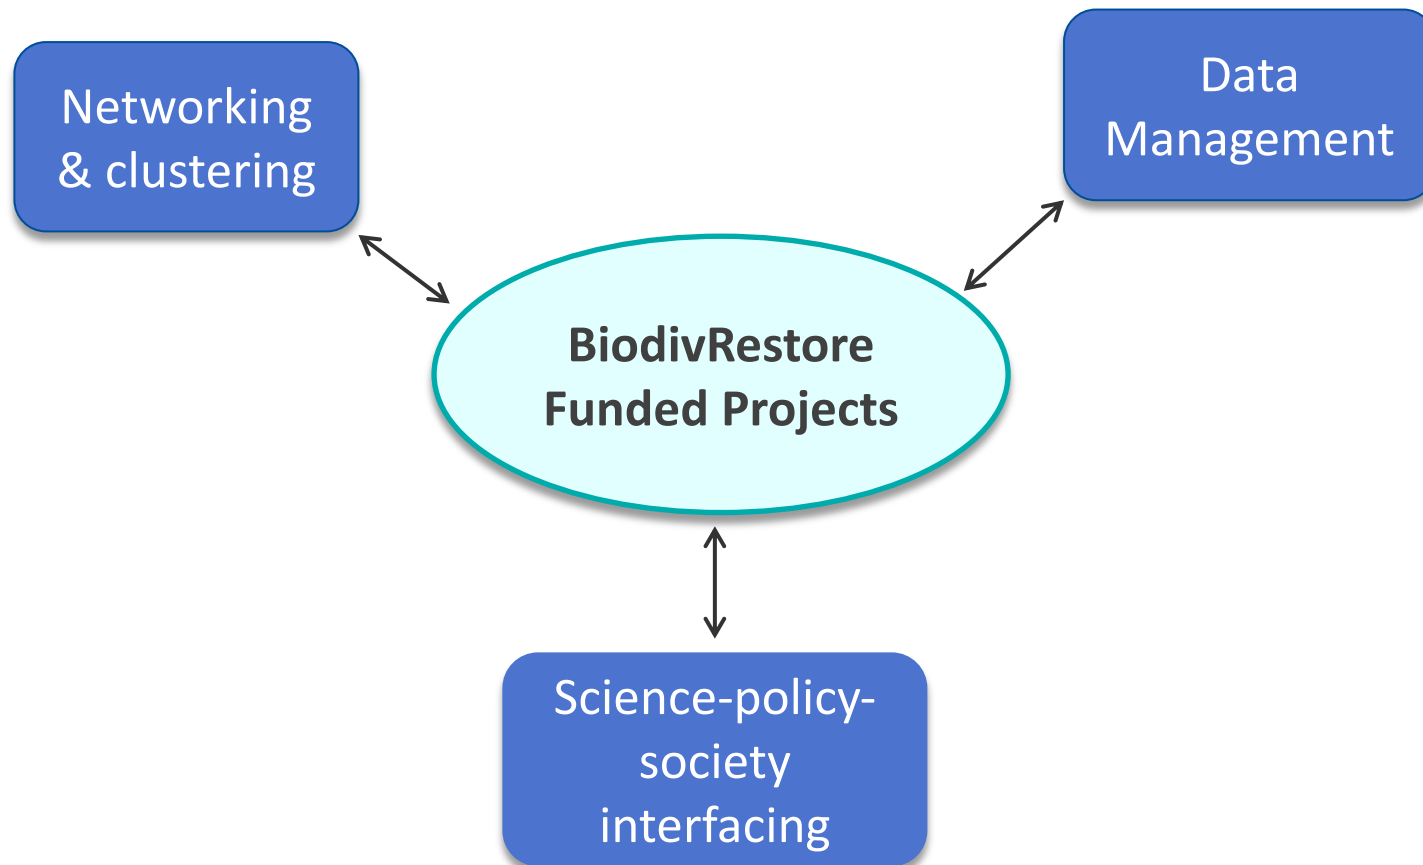 Networking
& clustering
Data
Management
BiodivRestore
Funded Projects
Science-policy-
society
interfacing